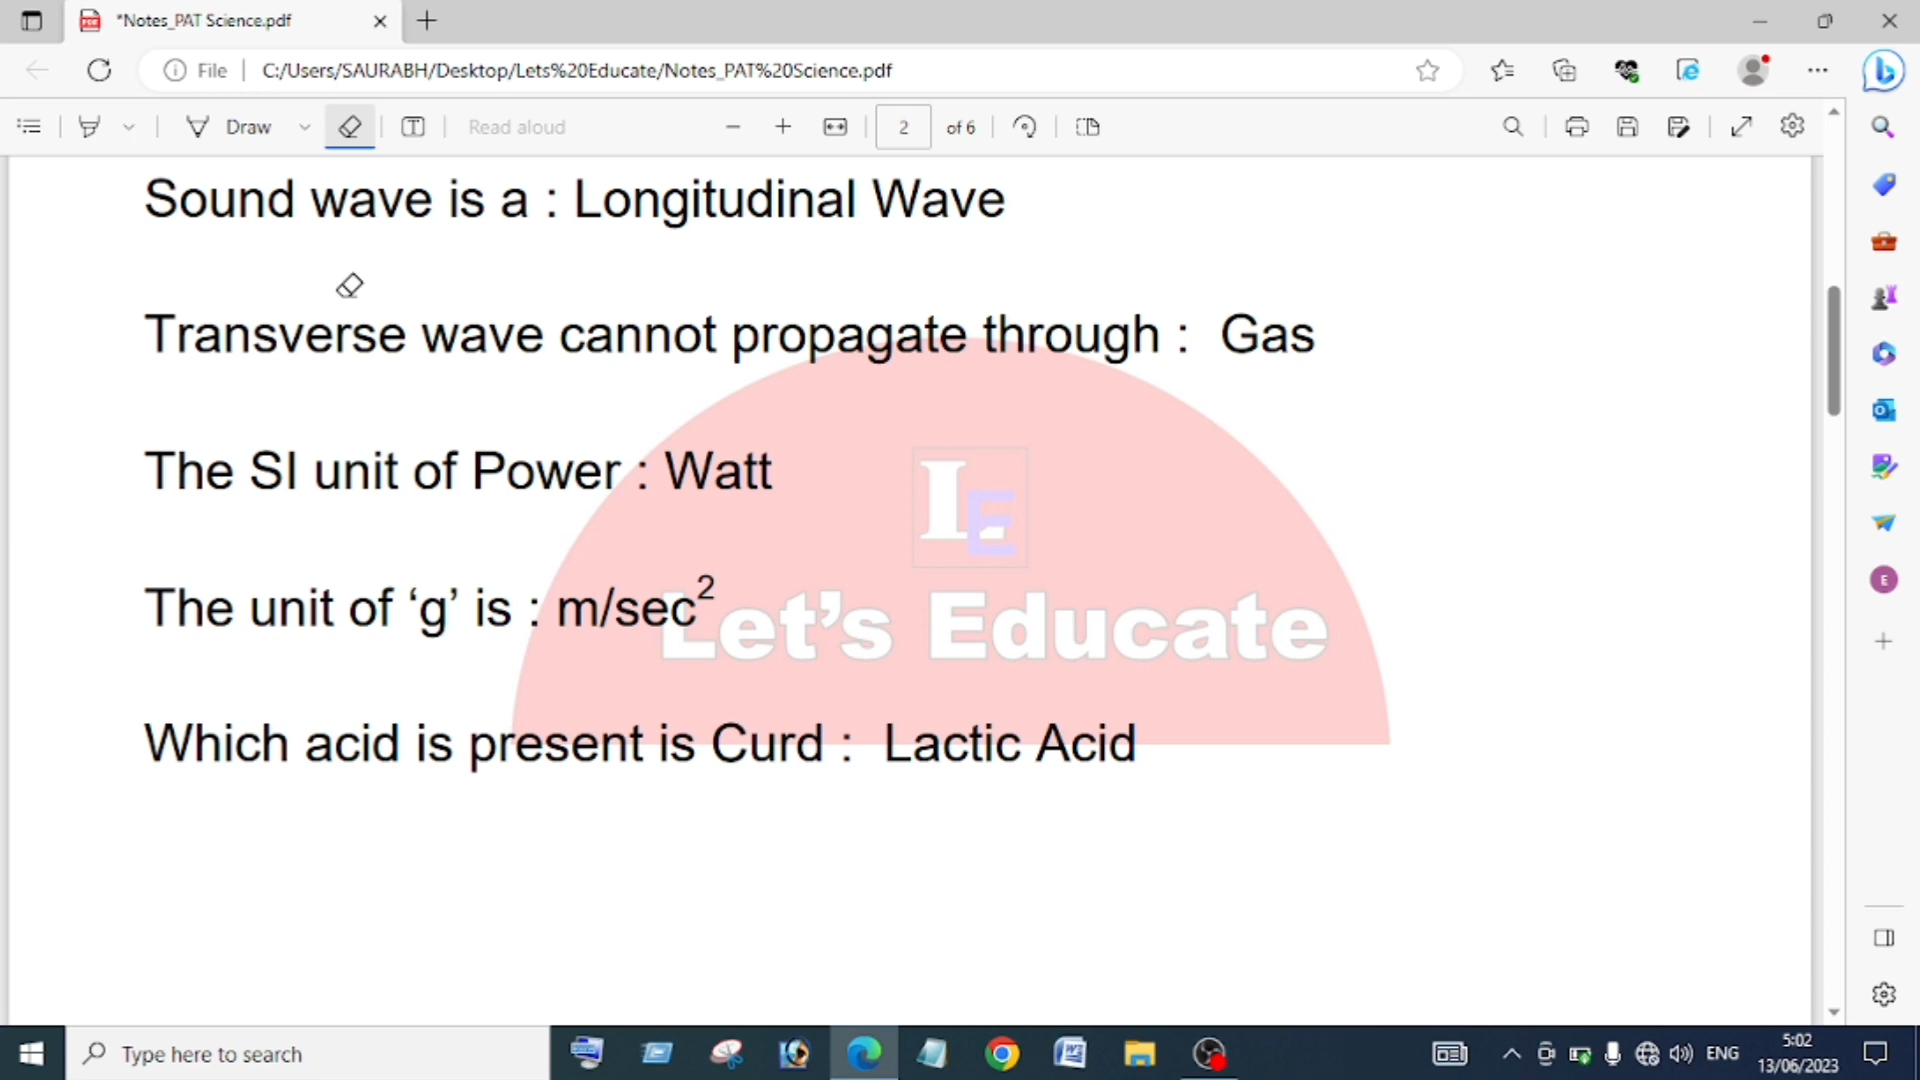 *Notes_PAT Science.pdf
File
C:/Users/SAURABH/Desktop/Lets%20Educate/Notes_PAT%20Science.pdf
Draw
Read aloud
2
of 6
Sound wave is a : Longitudinal Wave
Transverse wave cannot propagate through : Gas
The SI unit of Power : Watt
LE
The unit of ‘g’ is : m/sec²
Let’s Educate
Which acid is present is Curd : Lactic Acid
E
Type here to search
ENG
5:02
13/06/2023